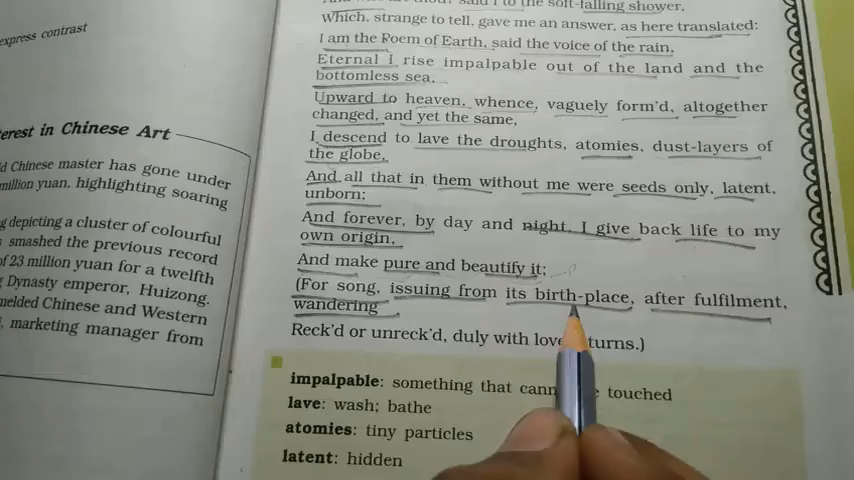 express contrast
erest in Chinese Art
d Chinese master has gone under
million yuan, highlighting soaring
g depicting a cluster of colourful
smashed the previous record
of 23 million yuan for a twelfth
Dynasty emperor, Huizong.
melded Chinese and Western
, marketing manager from
said I to the soft-falling shower,
Which, strange to tell, gave me an answer, as here translated:
I am the Poem of Earth, said the voice of the rain,
Eternal I rise impalpable out of the land and the
bottomless sea,
Upward to heaven, whence, vaguely form'd, altogether
changed, and yet the same,
I descend to lave the droughts, atomies, dust-layers of
the globe,
And all that in them without me were seeds only, latent,
unborn;
And forever, by day and night, I give back life to my
own origin,
And make pure and beautify it;
(For song, issuing from its birth-place, after fulfilment,
wandering
Reck'd or unreck'd, duly with love turns.)
impalpable: something that cann e touched
lave: wash; bathe
atomies: tiny particles
latent: hidden